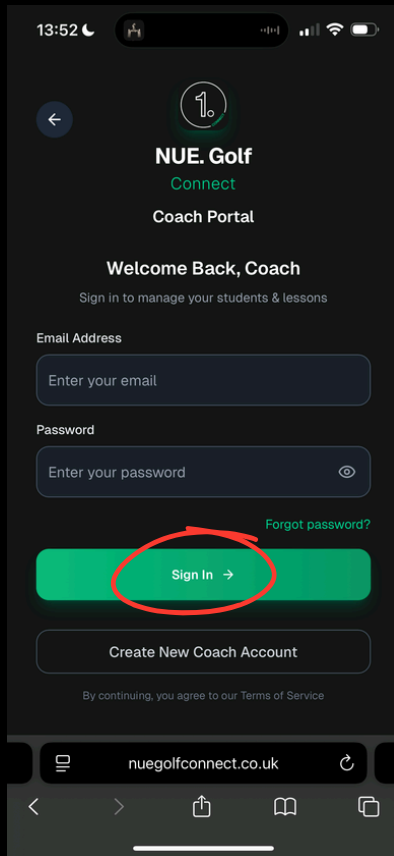 13:52
1.
NUE. Golf
Connect
Coach Portal
Welcome Back, Coach
Sign in to manage your students & lessons
Email Address
Enter your email
Password
Enter your password
Forgot password?
Sign In →
Create New Coach Account
By continuing, you agree to our Terms of Service
nuegolfconnect.co.uk